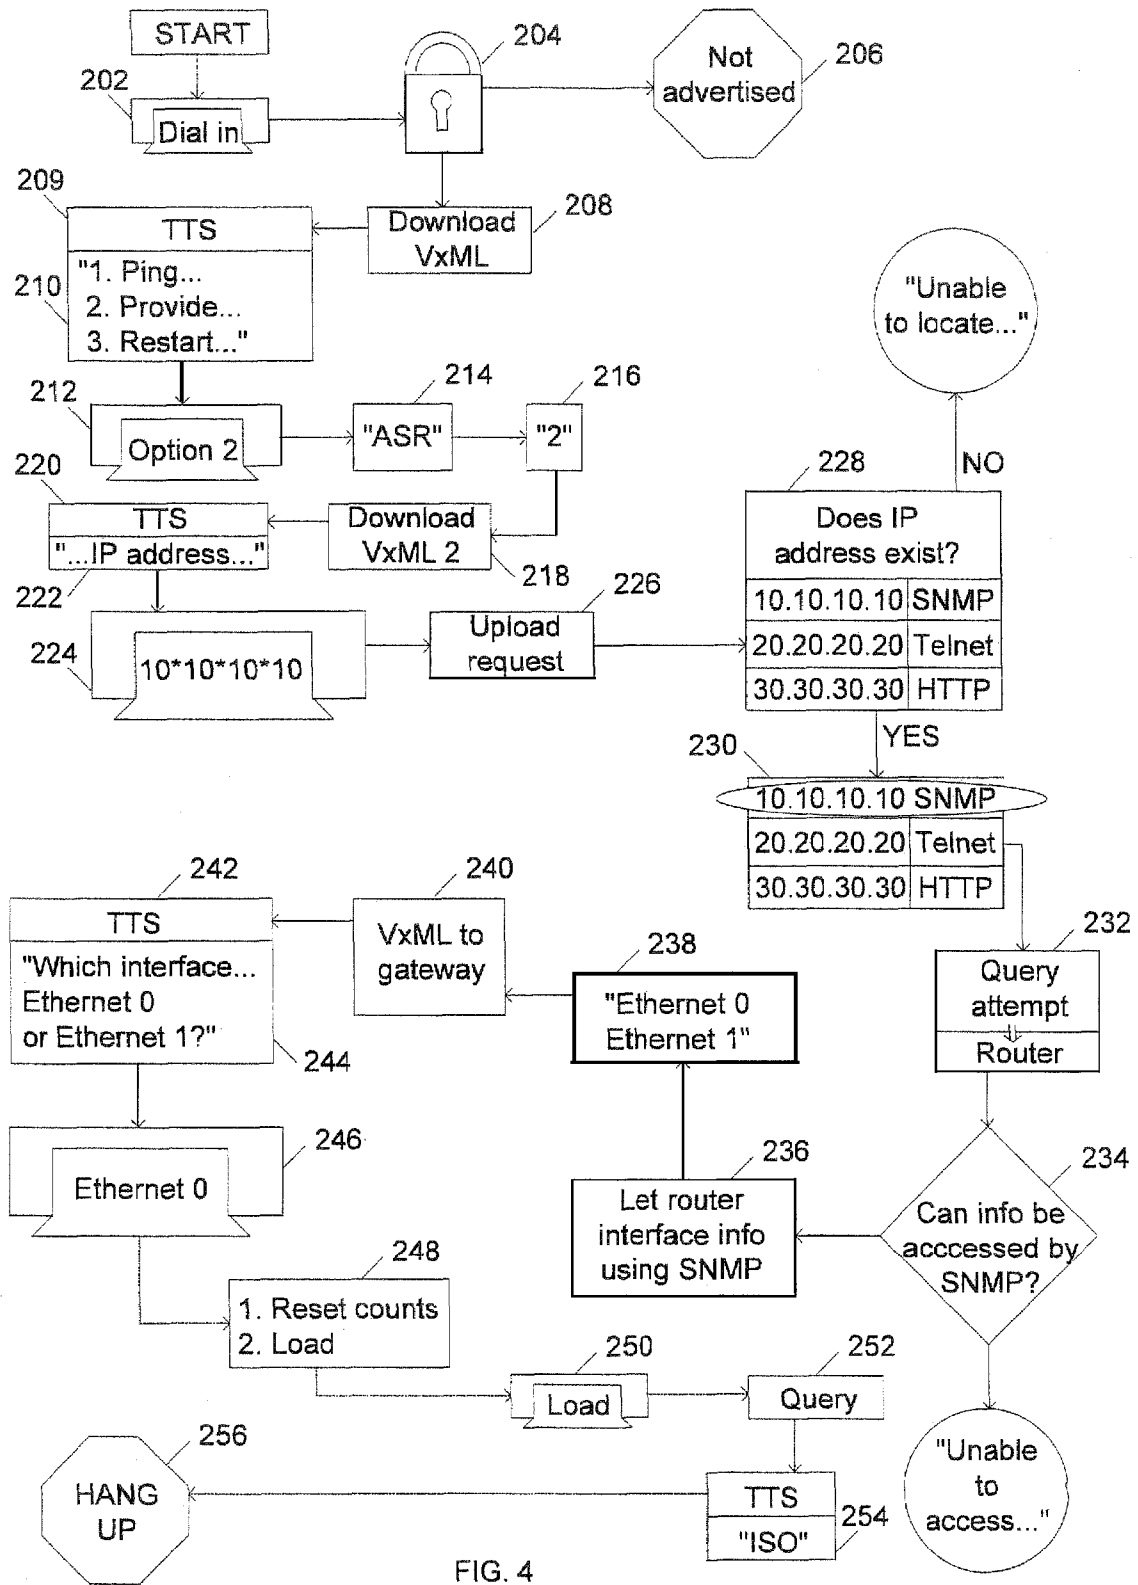 START
202
Dial in
204
Not
advertised
206
209
TTS
210
"1. Ping...
2. Provide...
3. Restart..."
Download
VxML
208
"Unable
to locate..."
212
Option 2
214
"ASR"
216
"2"
NO
220
TTS
"...IP address..."
222
Download
VxML 2
218
228
Does IP
address exist?
10.10.10.10 SNMP
20.20.20.20 Telnet
30.30.30.30 HTTP
224
10*10*10*10
226
Upload
request
YES
230
10.10.10.10 SNMP
20.20.20.20 Telnet
30.30.30.30 HTTP
232
Query
attempt
Router
242
TTS
"Which interface...
Ethernet 0
or Ethernet 1?"
244
240
VxML to
gateway
238
"Ethernet 0
Ethernet 1"
246
Ethernet 0
236
Let router
interface info
using SNMP
234
Can info be
acccessed by
SNMP?
248
1. Reset counts
2. Load
250
Load
252
Query
256
HANG
UP
TTS
"ISO"
254
"Unable
to
access..."
FIG. 4